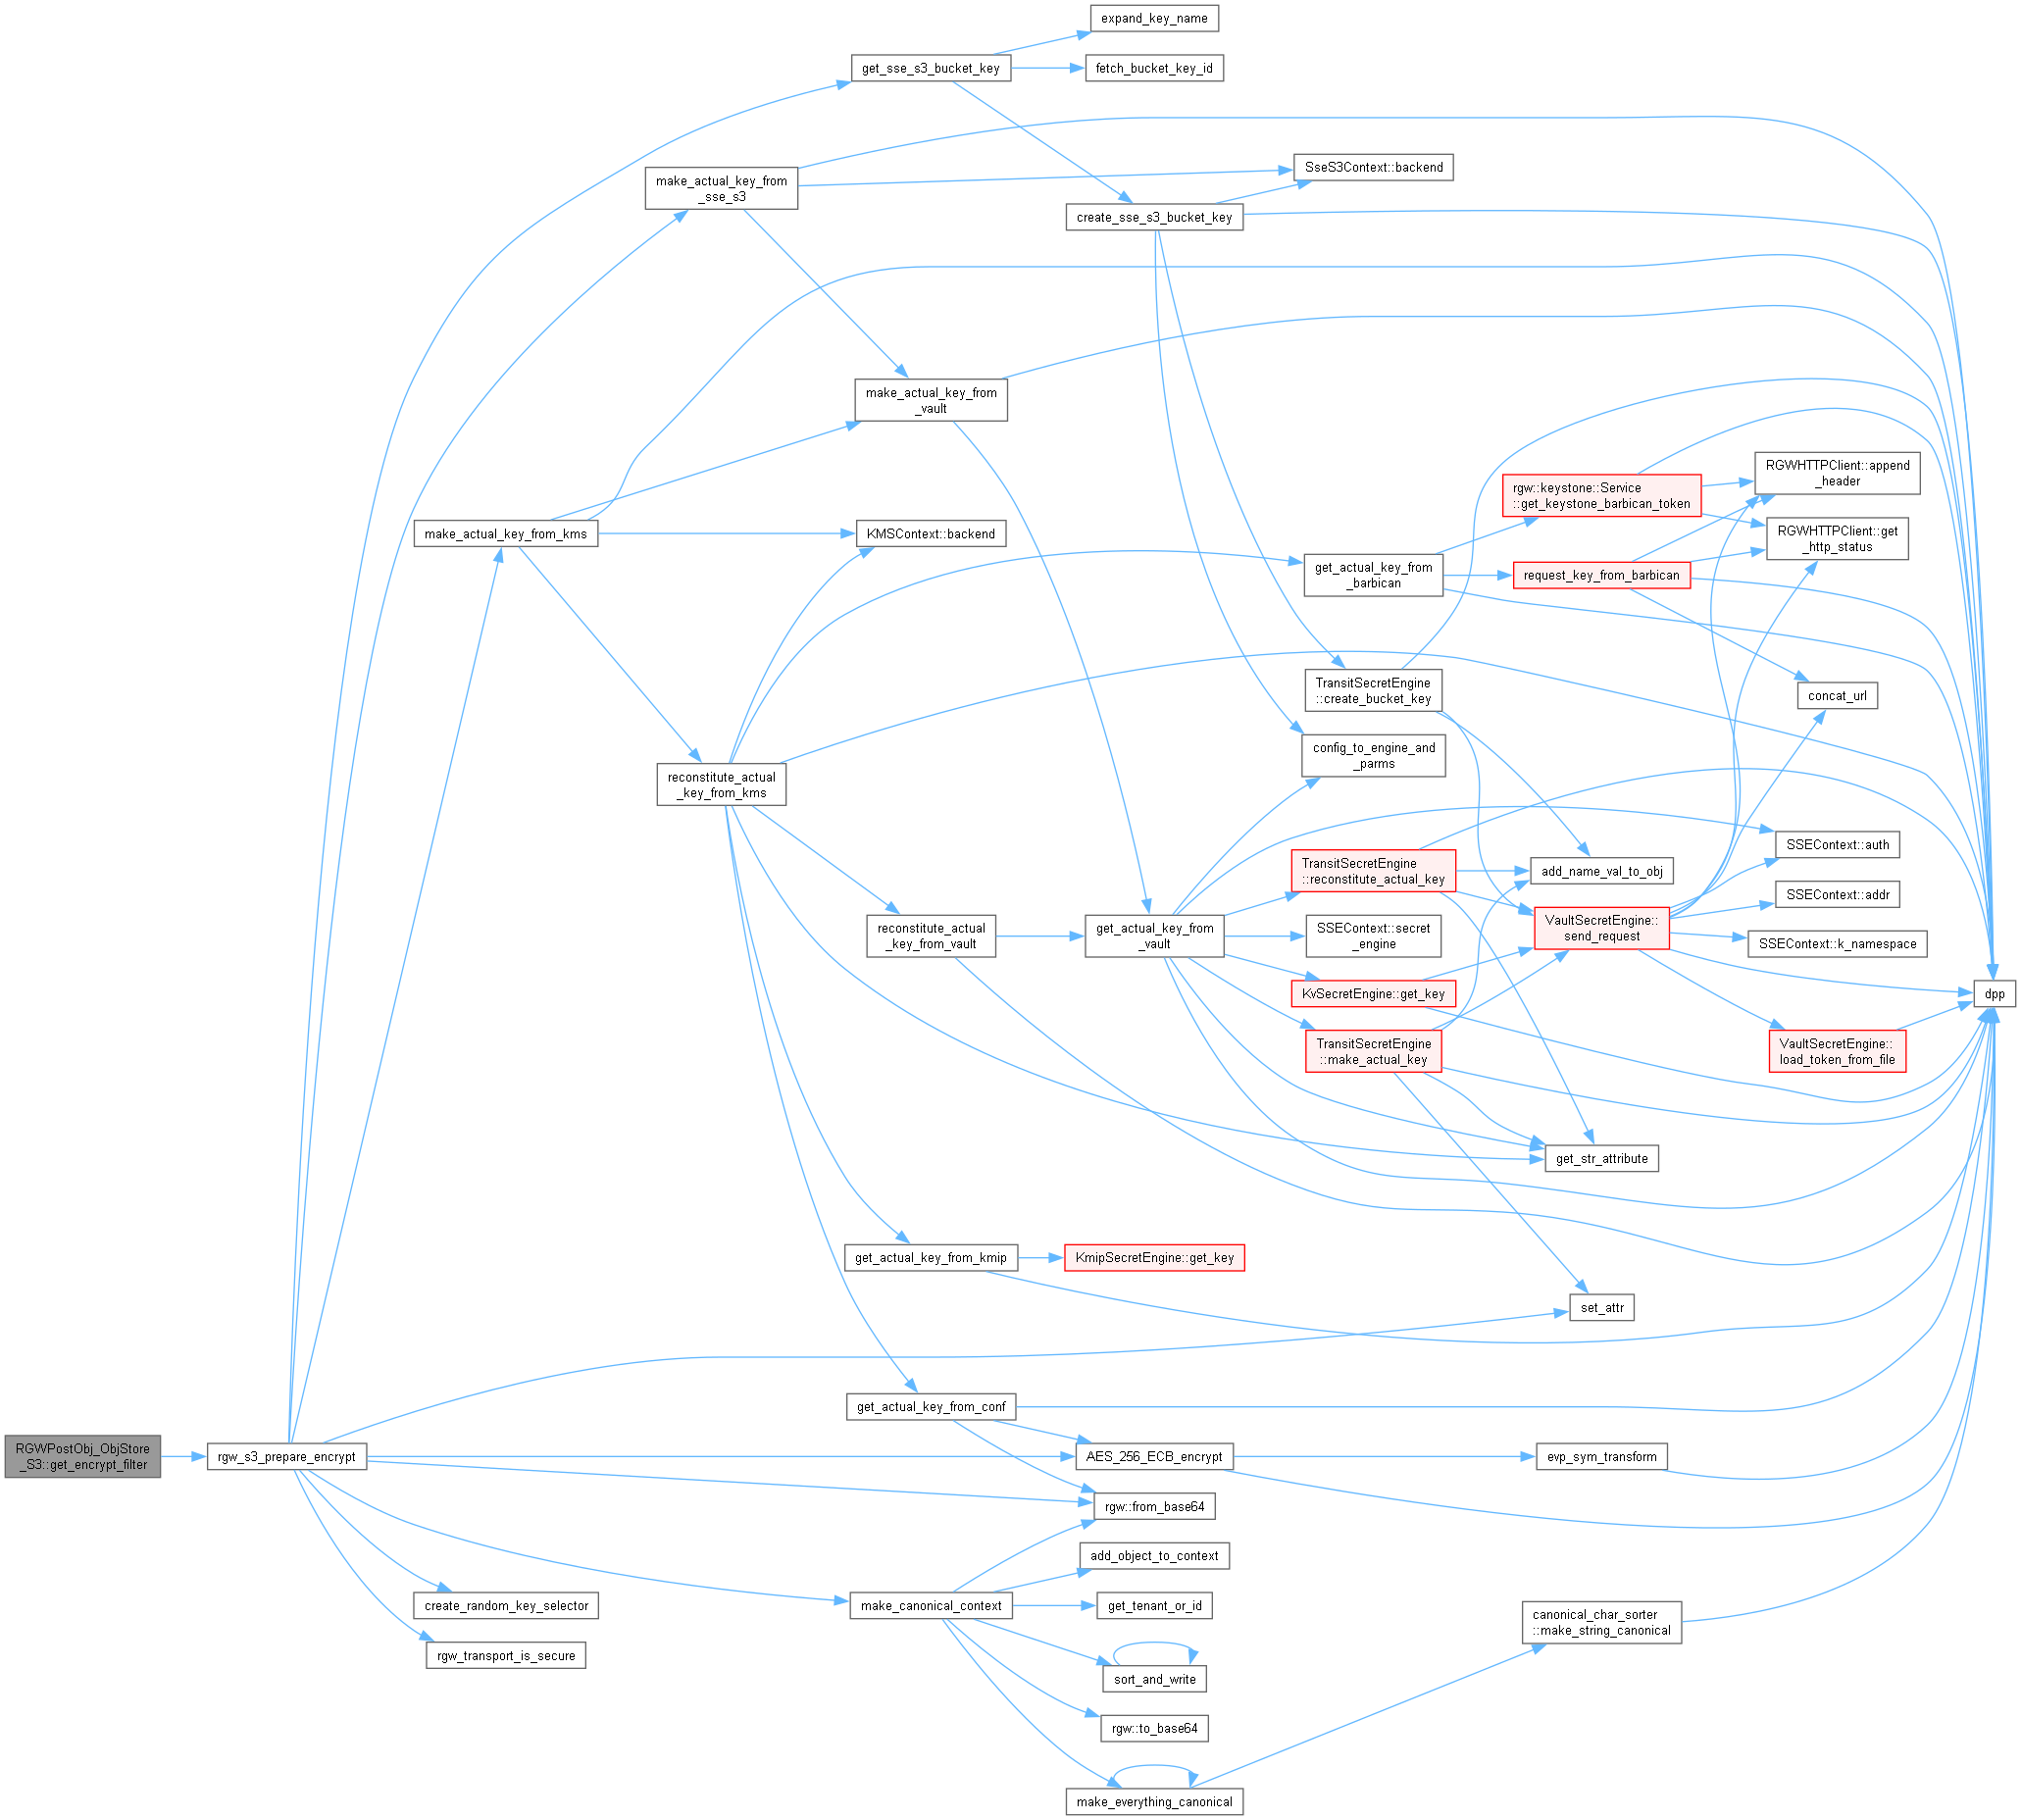 expand_key_name
get_sse_s3_bucket_key
fetch_bucket_key_id
SseS3Context::backend
make_actual_key_from
_sse_s3
create_sse_s3_bucket_key
make_actual_key_from
_vault
RGWHTTPClient::append
_header
rgw::keystone::Service
::get_keystone_barbican_token
make_actual_key_from_kms
KMSContext::backend
RGWHTTPClient::get
_http_status
get_actual_key_from
_barbican
request_key_from_barbican
TransitSecretEngine
::create_bucket_key
concat_url
config_to_engine_and
_parms
reconstitute_actual
_key_from_kms
SSEContext::auth
TransitSecretEngine
::reconstitute_actual_key
add_name_val_to_obj
SSEContext::addr
reconstitute_actual
_key_from_vault
get_actual_key_from
_vault
SSEContext::secret
_engine
VaultSecretEngine::
send_request
SSEContext::k_namespace
KvSecretEngine::get_key
dpp
TransitSecretEngine
::make_actual_key
VaultSecretEngine::
load_token_from_file
get_str_attribute
get_actual_key_from_kmip
KmipSecretEngine::get_key
set_attr
get_actual_key_from_conf
RGWPostObj_ObjStore
_S3::get_encrypt_filter
rgw_s3_prepare_encrypt
AES_256_ECB_encrypt
evp_sym_transform
rgw::from_base64
add_object_to_context
create_random_key_selector
make_canonical_context
get_tenant_or_id
canonical_char_sorter
::make_string_canonical
rgw_transport_is_secure
sort_and_write
rgw::to_base64
make_everything_canonical